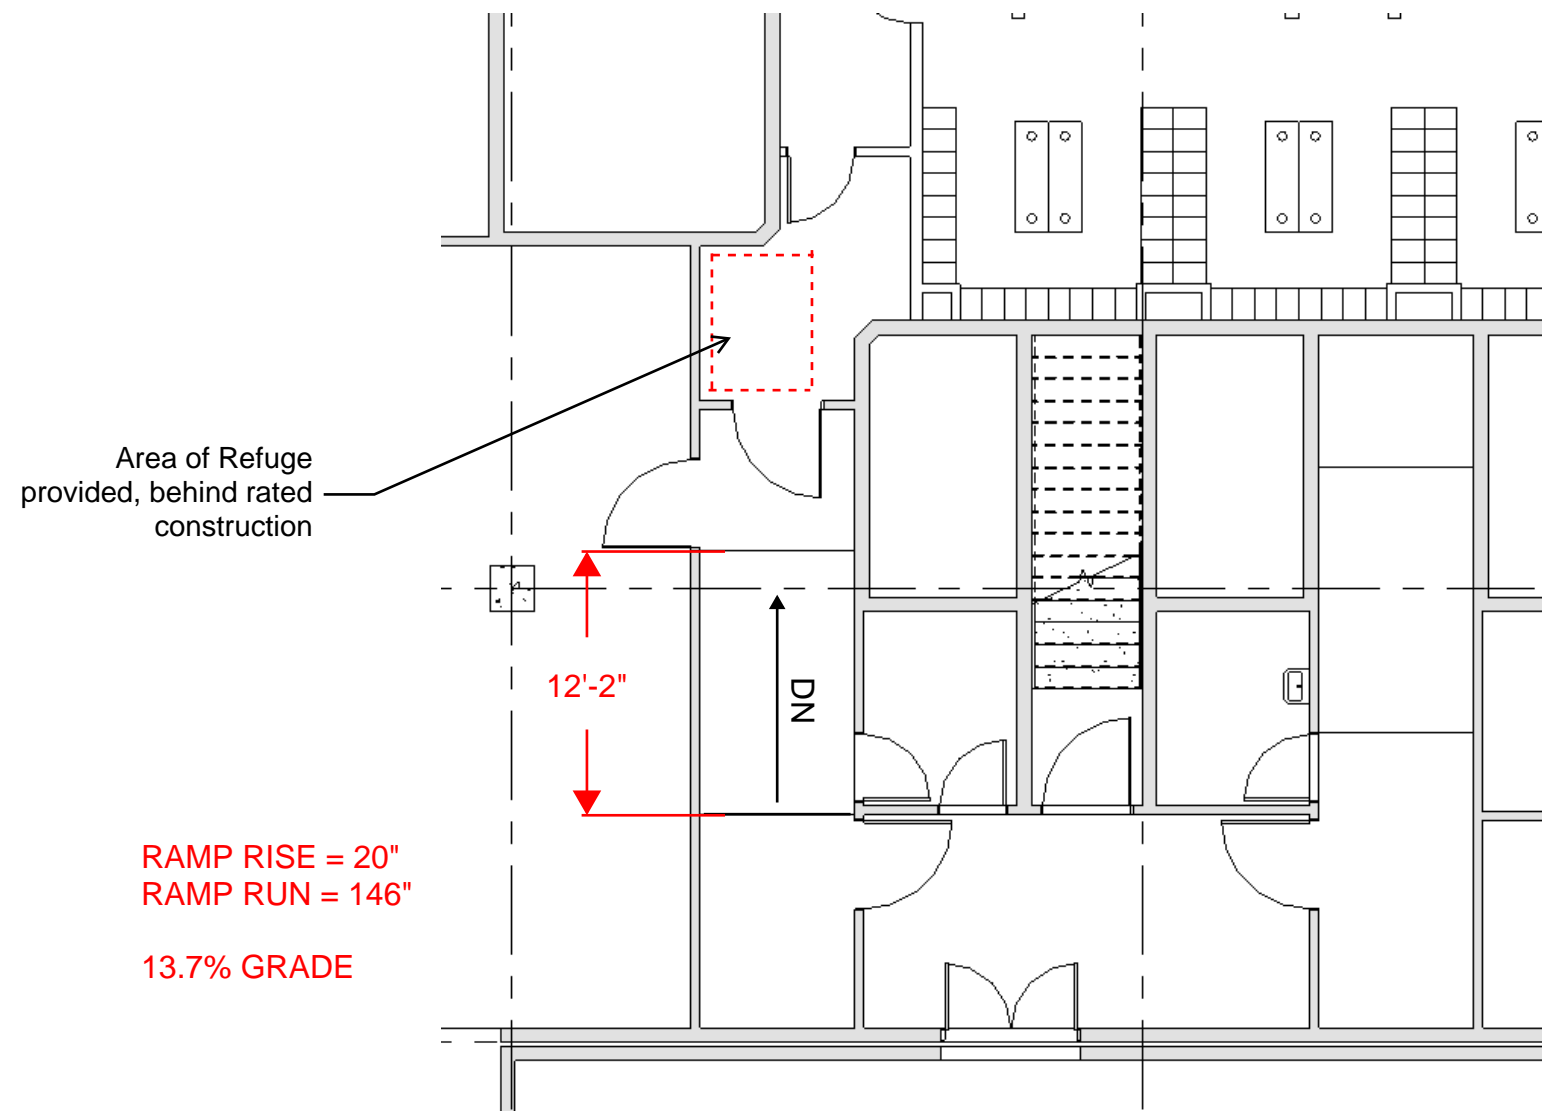 Area of Refuge
provided, behind rated
construction
12'-2"
DN
RAMP RISE = 20"
RAMP RUN = 146"
13.7% GRADE